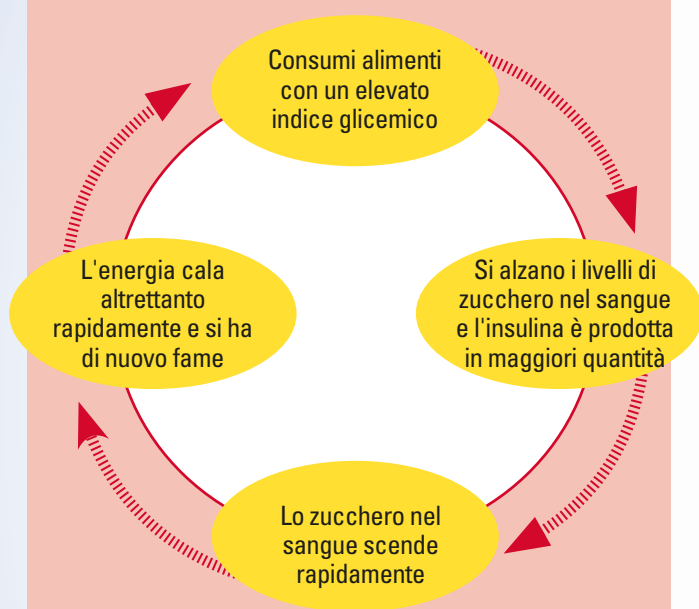 Consumi alimenti
con un elevato
indice glicemico
Si alzano i livelli di
zucchero nel sangue
e l'insulina è prodotta
in maggiori quantità
Lo zucchero nel
sangue scende
rapidamente
L'energia cala
altrettanto
rapidamente e si ha
di nuovo fame